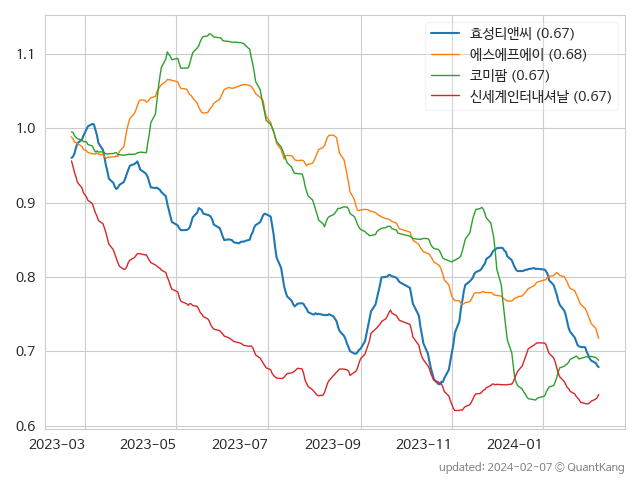 효성티앤씨 (0.67)
에스에프에이 (0.68)
코미팜 (0.67)
신세계인터내셔날 (0.67)
1.1
1.0
0.9
0.8
0.7
0.6
2023-03 2023-05 2023-07 2023-09 2023-11 2024-01
updated: 2024-02-07 © QuantKang